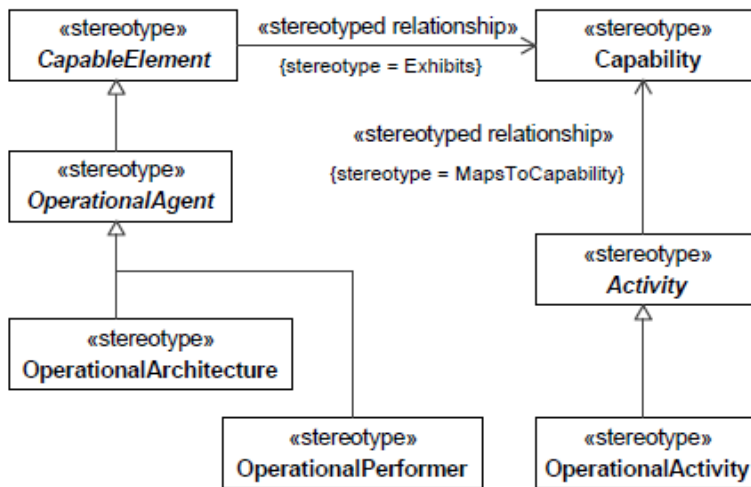 «stereotype»
CapableElement
«stereotyped relationship»
{stereotype = Exhibits}
«stereotype»
Capability
«stereotyped relationship»
{stereotype = MapsToCapability}
«stereotype»
OperationalAgent
«stereotype»
Activity
«stereotype»
OperationalArchitecture
«stereotype»
OperationalPerformer
«stereotype»
OperationalActivity